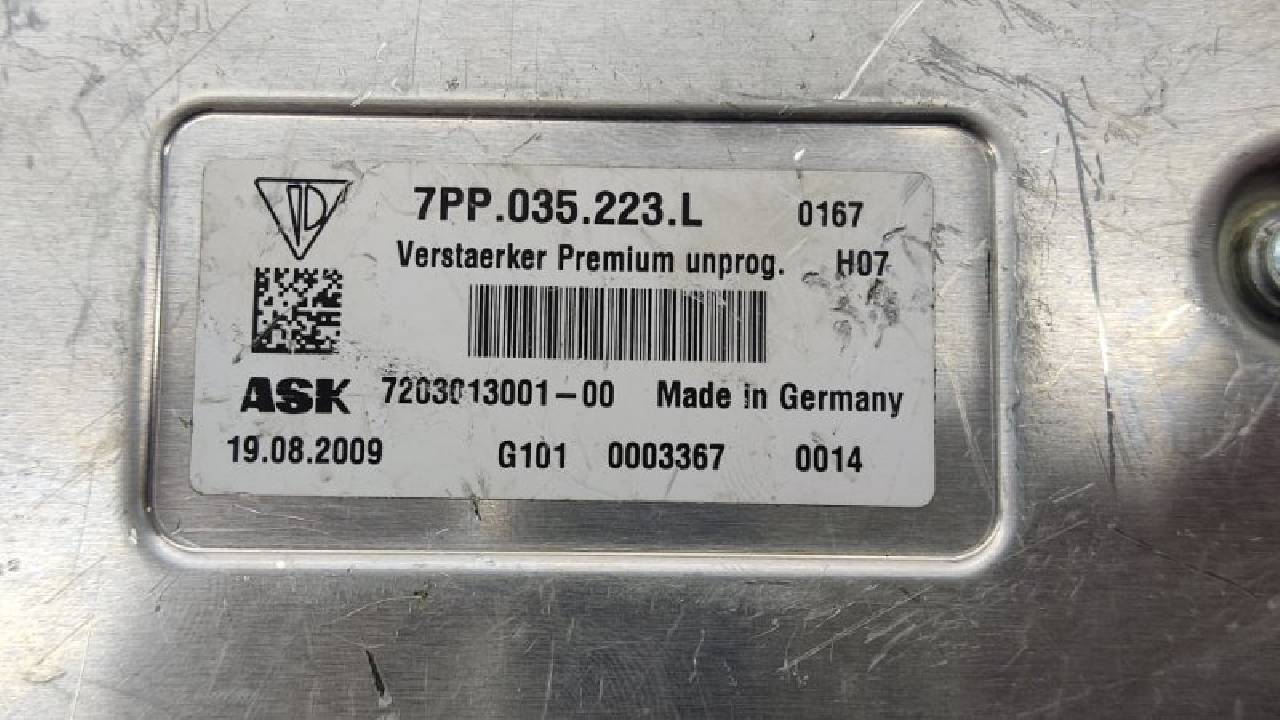 7PP.035.223.L 0167
Verstaerker Premium unprog. H07
ASK 7203013001-00 Made in Germany
19.08.2009 G101 0003367 0014